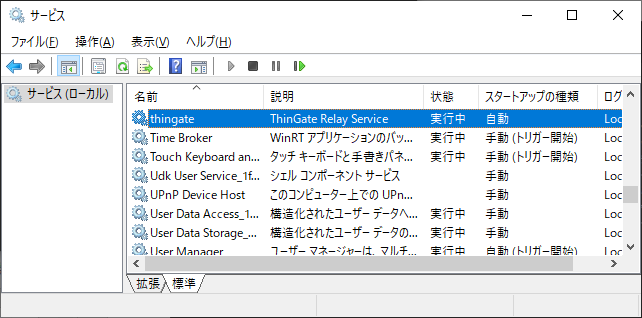 サービス
ファイル(F) 操作(A) 表示(V) ヘルプ(H)
サービス (ローカル)
名前 説明 状態 スタートアップの種類 ログ
thingate ThinGate Relay Service 実行中 自動 Loc
Time Broker WinRT アプリケーションのバッ... 実行中 手動 (トリガー開始) Loc
Touch Keyboard an... タッチ キーボードと手書きパネ... 実行中 手動 (トリガー開始) Loc
Udk User Service_1f... シェル コンポーネント サービス 手動 Loc
UPnP Device Host このコンピューター上での UPn... 手動 Loc
User Data Access_1... 構造化されたユーザー データへ... 実行中 手動 Loc
User Data Storage_... 構造化されたユーザー データの... 実行中 手動 Loc
User Manager ユーザー マネージャーは、マルチ... 実行中 自動 (トリガー開始) Loc
拡張 標準